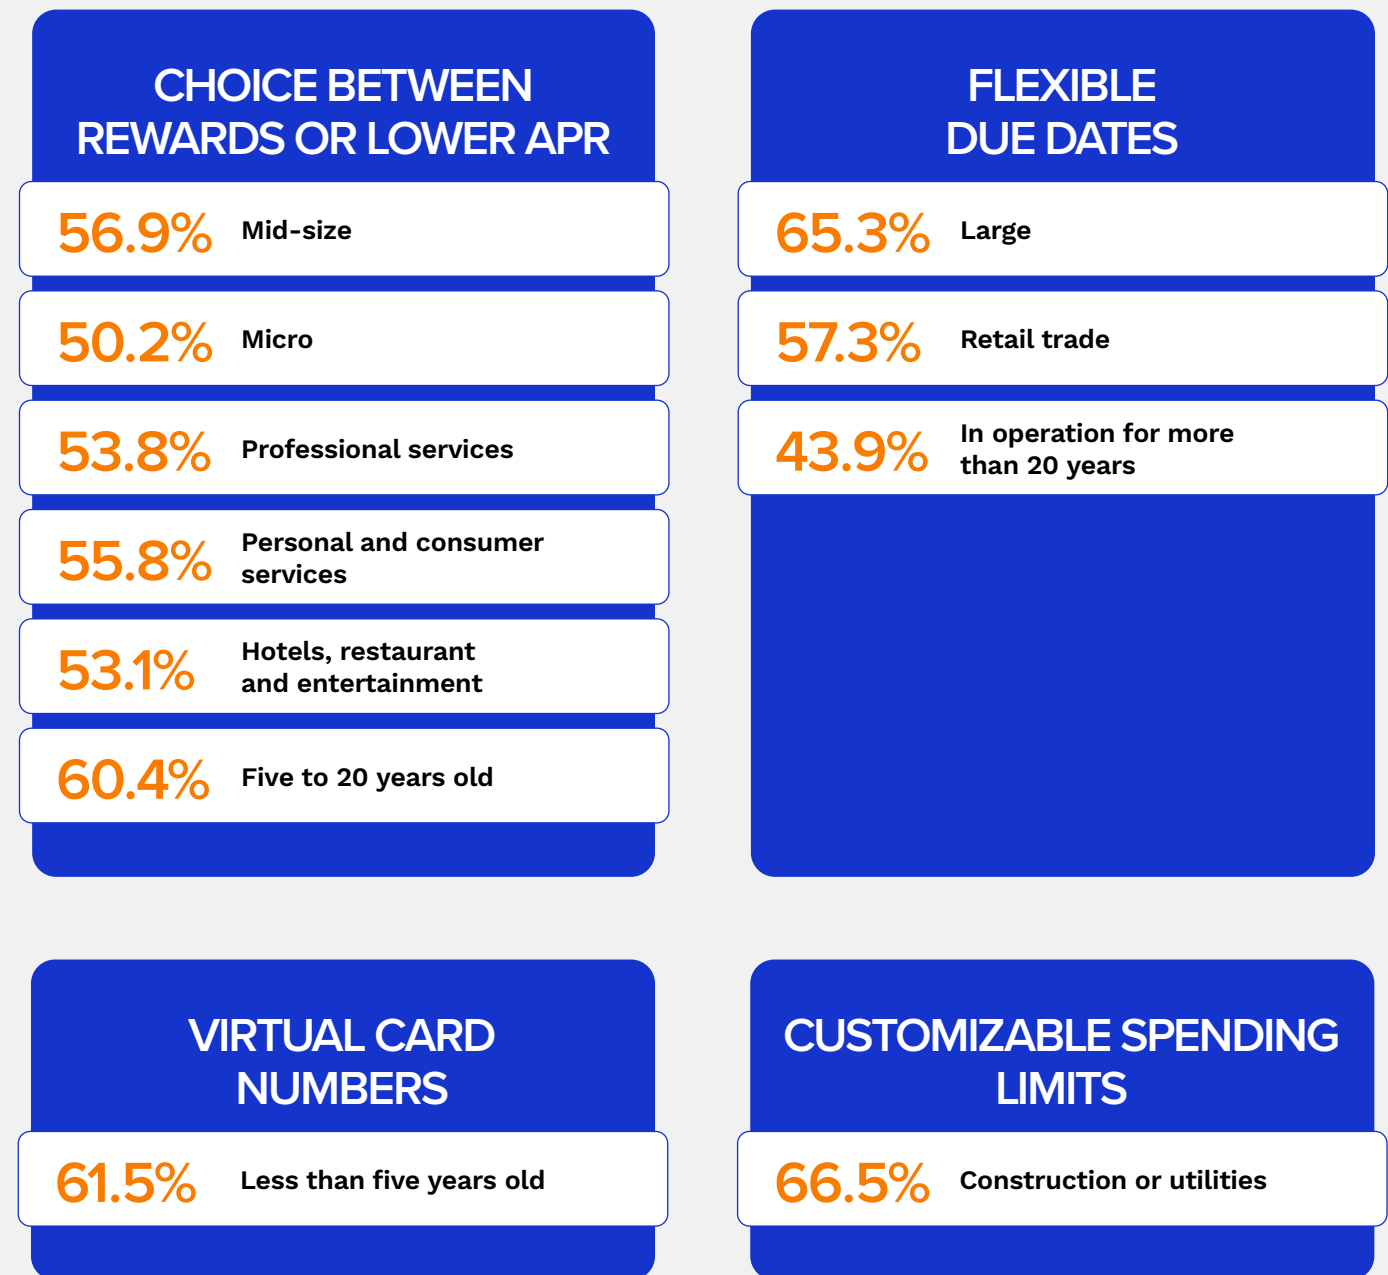 CHOICE BETWEEN
REWARDS OR LOWER APR
56.9% Mid-size
50.2% Micro
53.8% Professional services
55.8% Personal and consumer
services
53.1% Hotels, restaurant
and entertainment
60.4% Five to 20 years old
FLEXIBLE
DUE DATES
65.3% Large
57.3% Retail trade
43.9% In operation for more
than 20 years
VIRTUAL CARD
NUMBERS
61.5% Less than five years old
CUSTOMIZABLE SPENDING
LIMITS
66.5% Construction or utilities